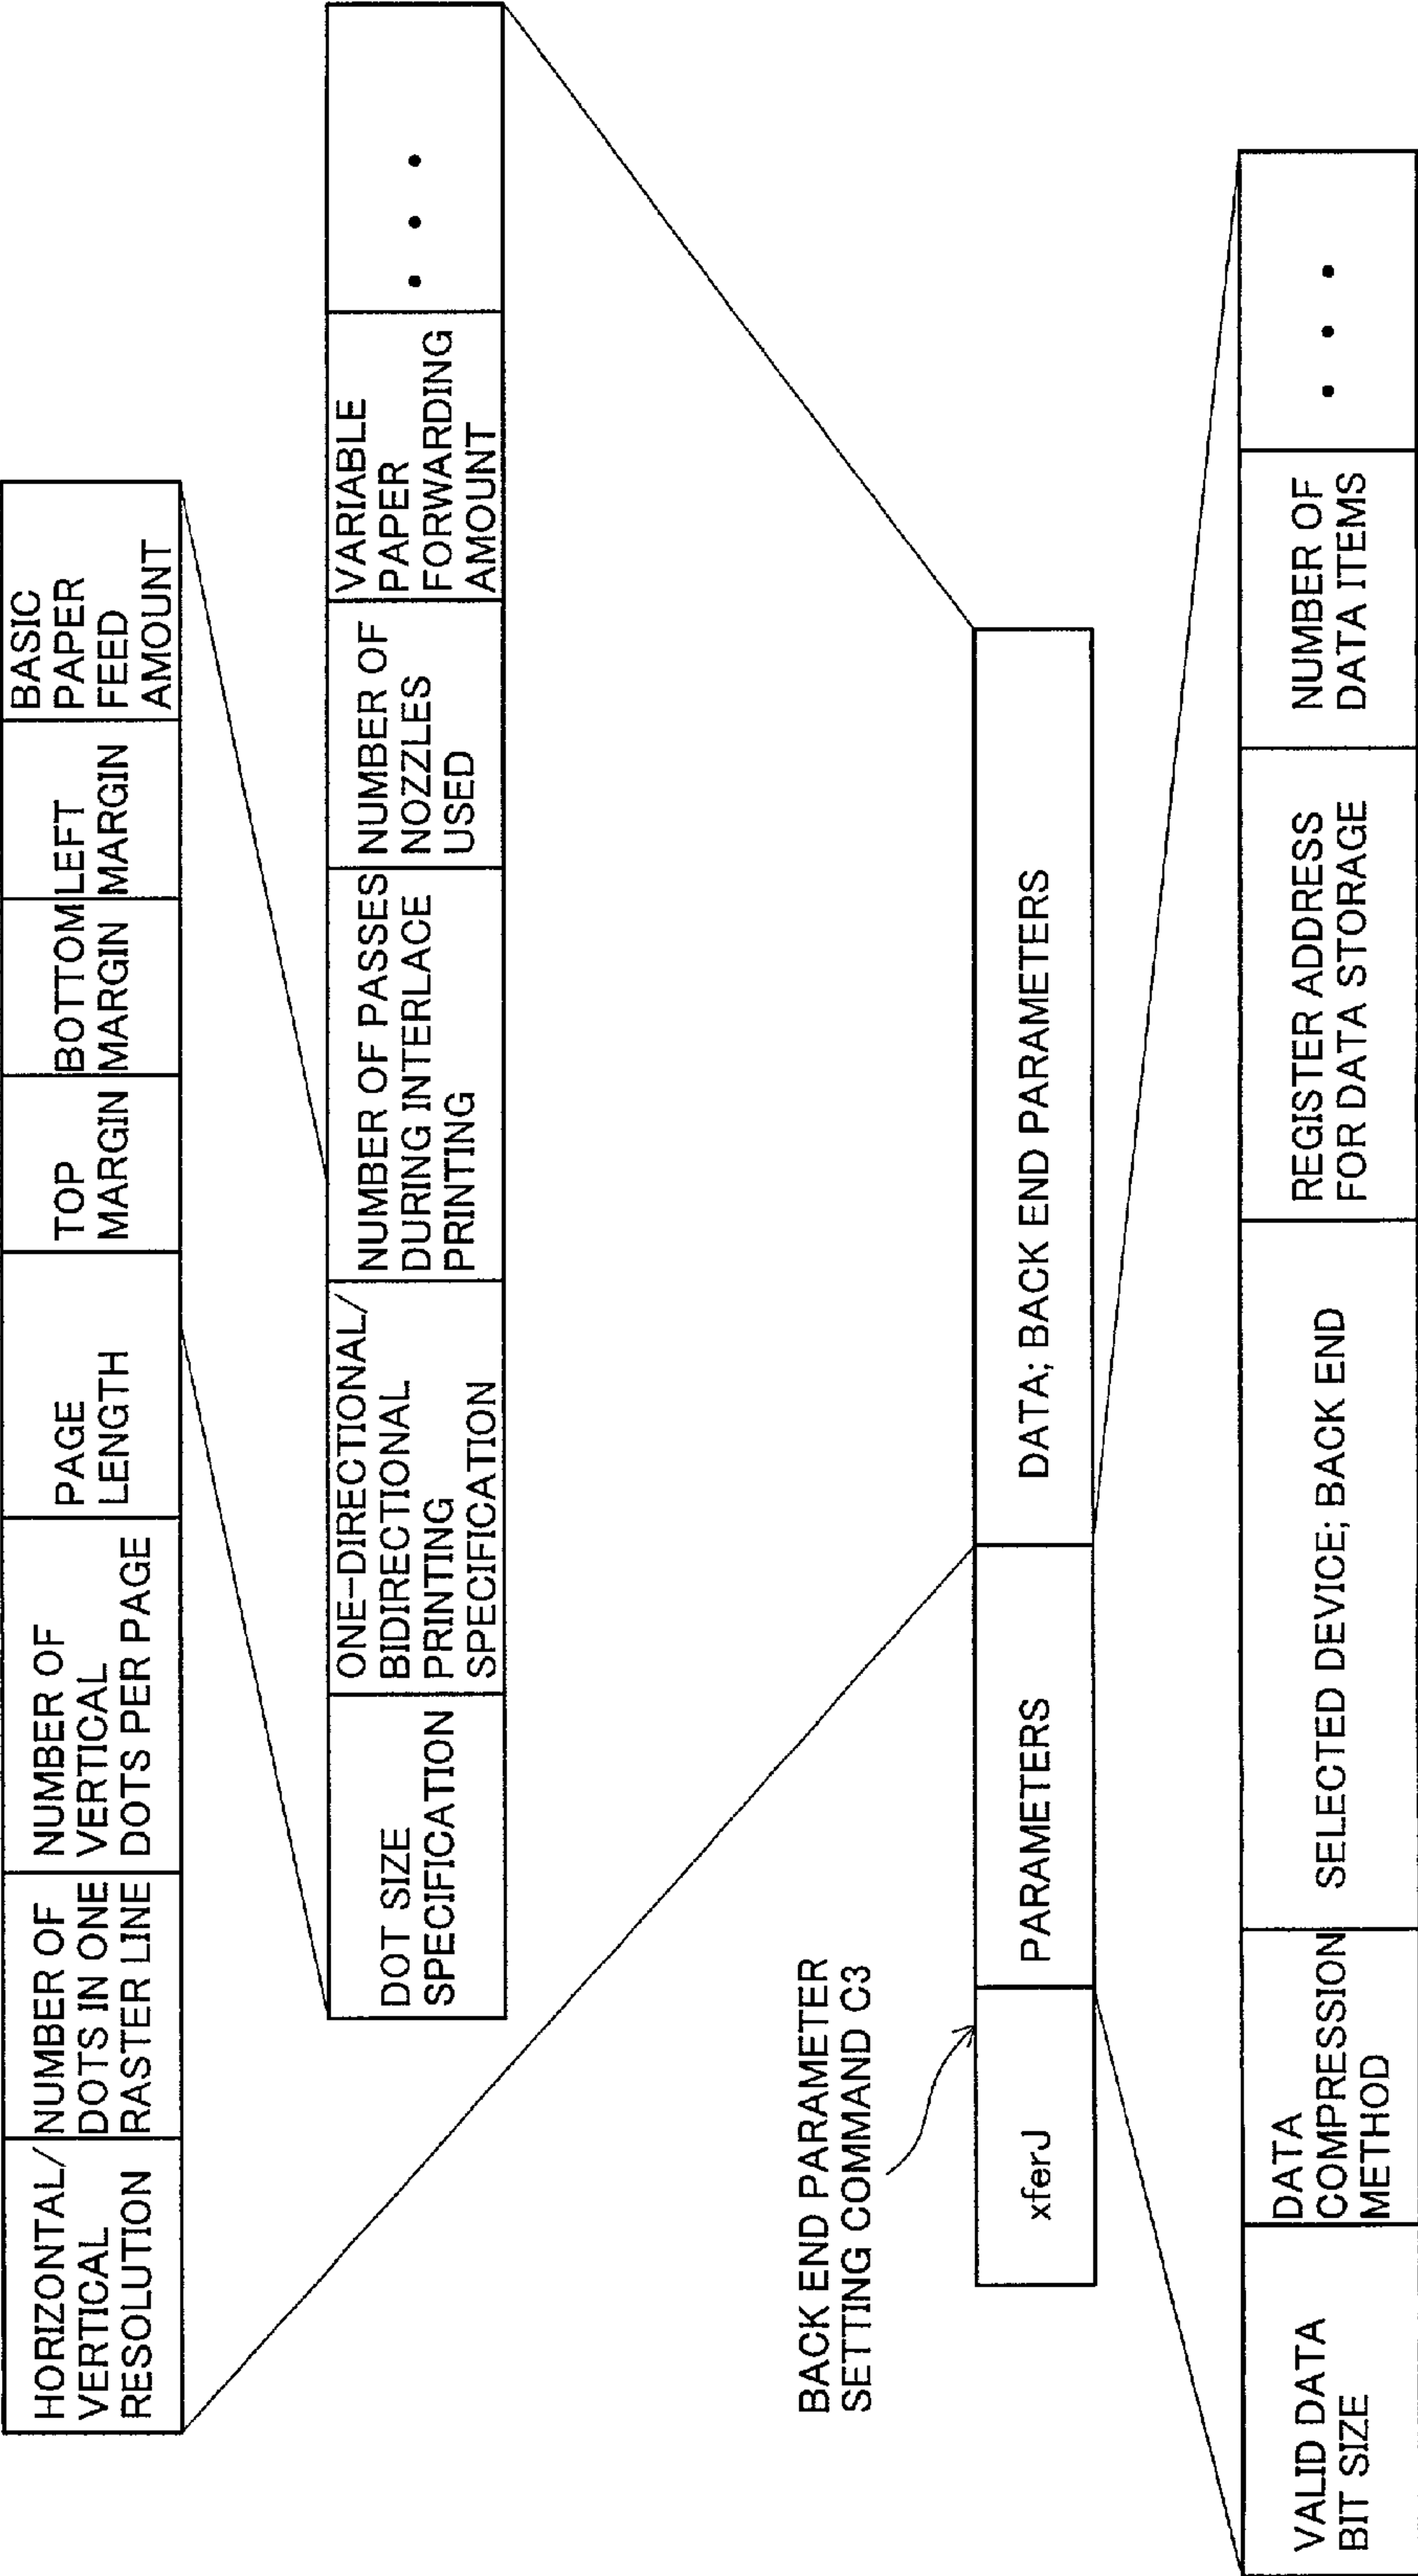 HORIZONTAL/
VERTICAL
RESOLUTION
NUMBER OF
DOTS IN ONE
RASTER LINE
NUMBER OF
VERTICAL
DOTS PER PAGE
PAGE
LENGTH
TOP
MARGIN
BOTTOM
MARGIN
LEFT
MARGIN
BASIC
PAPER
FEED
AMOUNT
DOT SIZE
SPECIFICATION
ONE-DIRECTIONAL/
BIDIRECTIONAL
PRINTING
SPECIFICATION
NUMBER OF PASSES
DURING INTERLACE
PRINTING
NUMBER OF
NOZZLES
USED
VARIABLE
PAPER
FORWARDING
AMOUNT
• • •
BACK END PARAMETER
SETTING COMMAND C3
xferJ
PARAMETERS
DATA; BACK END PARAMETERS
VALID DATA
BIT SIZE
DATA
COMPRESSION
METHOD
SELECTED DEVICE; BACK END
REGISTER ADDRESS
FOR DATA STORAGE
NUMBER OF
DATA ITEMS
• • •